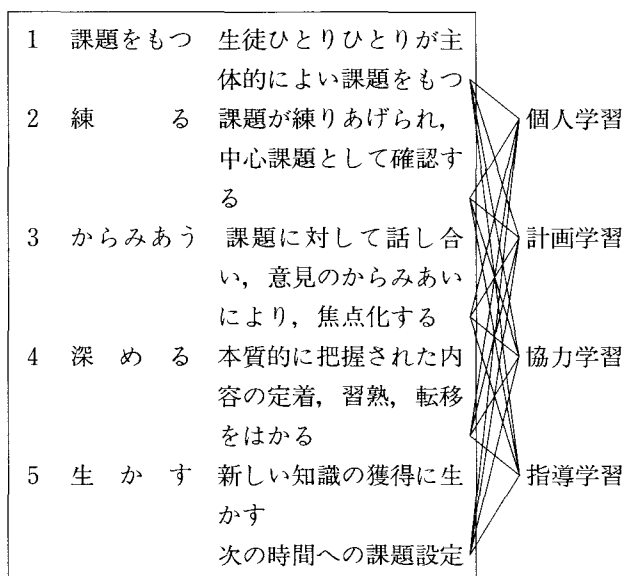 1 課題をもつ 生徒ひとりひとりが主
体的によい課題をもつ
2 練る 課題が練りあげられ， 個人学習
中心課題として確認す
る
3 からみあう 課題に対して話し合 計画学習
い，意見のからみあい
により，焦点化する
4 深める 本質的に把握された内 協力学習
容の定着，習熟，転移
をはかる
5 生かす 新しい知識の獲得に生 指導学習
かす
次の時間への課題設定